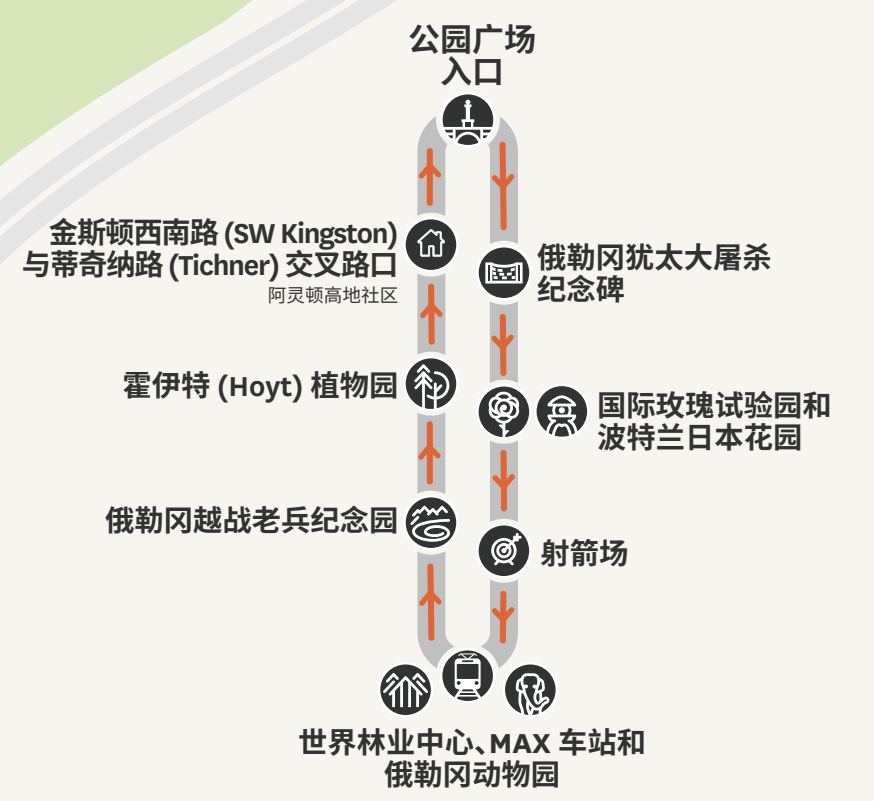 公园广场
入口
金斯顿西南路 (SW Kingston)
与蒂奇纳路 (Tichner) 交叉路口
阿灵顿高地社区
俄勒冈犹太大屠杀
纪念碑
霍伊特 (Hoyt) 植物园
国际玫瑰试验园和
波特兰日本花园
俄勒冈越战老兵纪念园
射箭场
世界林业中心、MAX 车站和
俄勒冈动物园